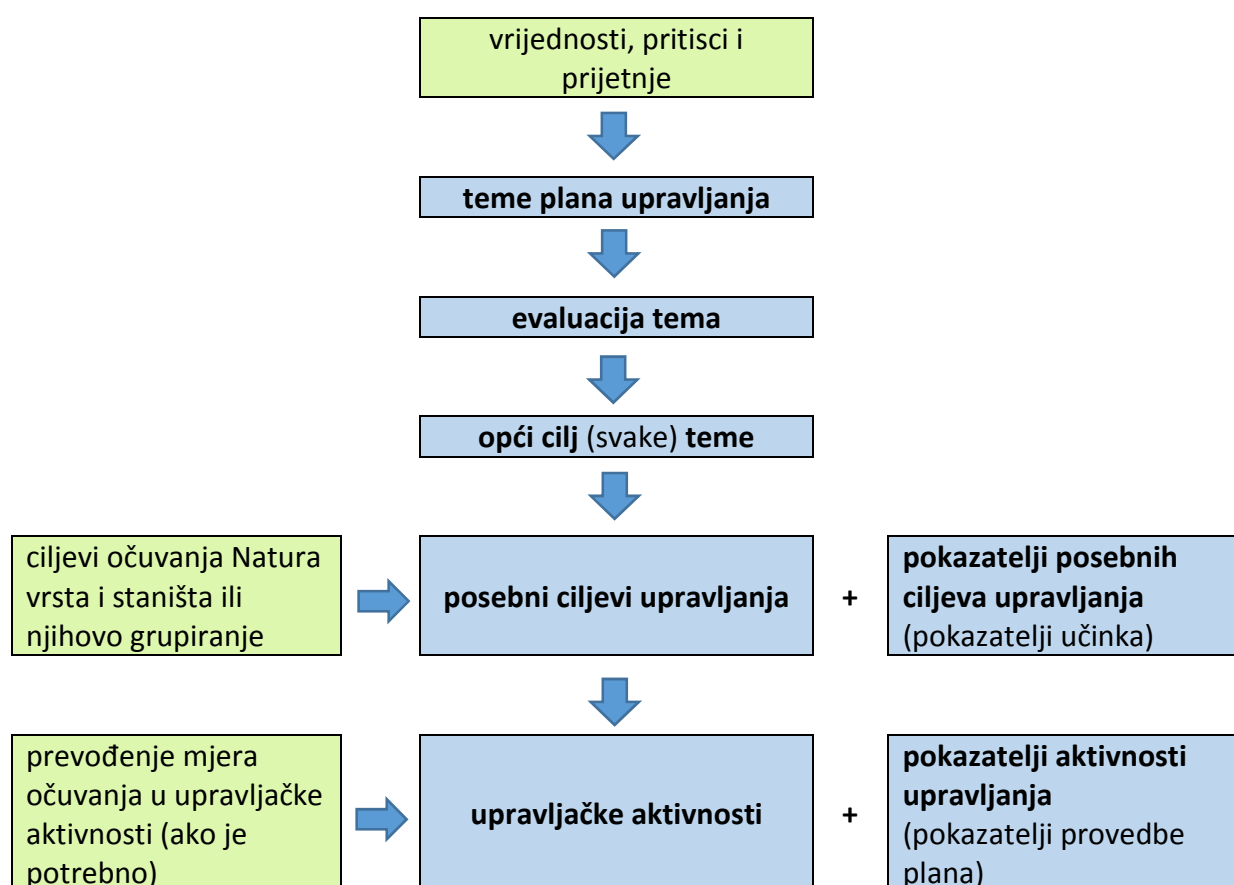 vrijednosti, pritisci i
prijetnje
teme plana upravljanja
evaluacija tema
opći cilj (svake) teme
ciljevi očuvanja Natura
vrsta i staništa ili
njihovo grupiranje
posebni ciljevi upravljanja
+
pokazatelji posebnih
ciljeva upravljanja
(pokazatelji učinka)
prevođenje mjera
očuvanja u upravljačke
aktivnosti (ako je
potrebno)
upravljačke aktivnosti
+
pokazatelji aktivnosti
upravljanja
(pokazatelji provedbe
plana)